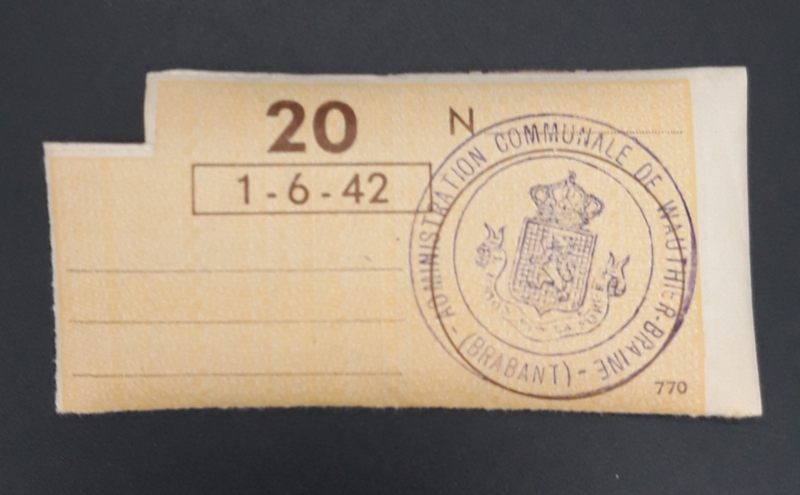 20 N
1-6-42
- ADMINISTRATION COMMUNALE DE WAUTHIER-BRAINE -
(BRABANT)
770